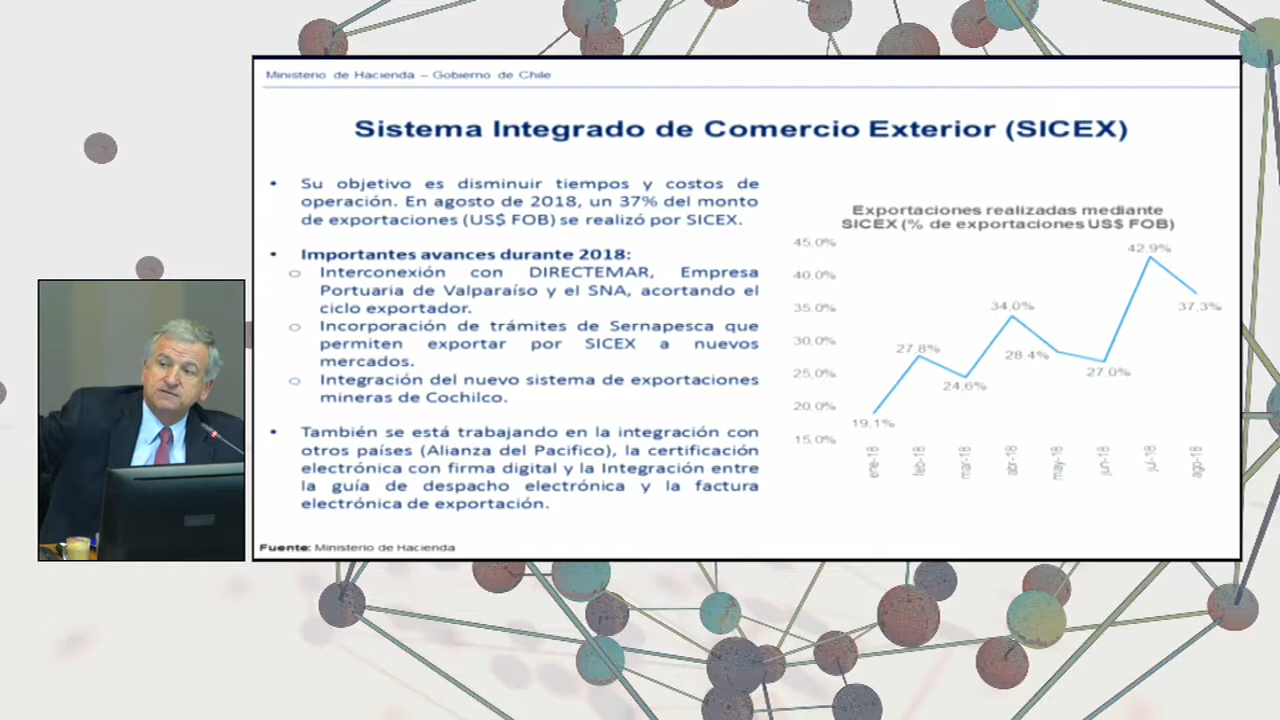 Ministerio de Hacienda – Gobierno de Chile
Sistema Integrado de Comercio Exterior (SICEX)
• Su objetivo es disminuir tiempos y costos de
operación. En agosto de 2018, un 37% del monto
de exportaciones (US$ FOB) se realizó por SICEX.
• Importantes avances durante 2018:
o Interconexión con DIRECTEMAR, Empresa
Portuaria de Valparaíso y el SNA, acortando el
ciclo exportador.
o Incorporación de trámites de Sernapesca que
permiten exportar por SICEX a nuevos
mercados.
o Integración del nuevo sistema de exportaciones
mineras de Cochilco.
• También se está trabajando en la integración con
otros países (Alianza del Pacifico), la certificación
electrónica con firma digital y la Integración entre
la guía de despacho electrónica y la factura
electrónica de exportación.
Fuente: Ministerio de Hacienda
Exportaciones realizadas mediante
SICEX (% de exportaciones US$ FOB)
45,0%
40,0%
35,0%
30,0%
25,0%
20,0%
15,0%
19,1%
27,8%
24,6%
34,0%
28,4%
27,0%
42,9%
37,3%
ene-18
feb-18
mar-18
abr-18
may-18
jun-18
jul-18
ago-18